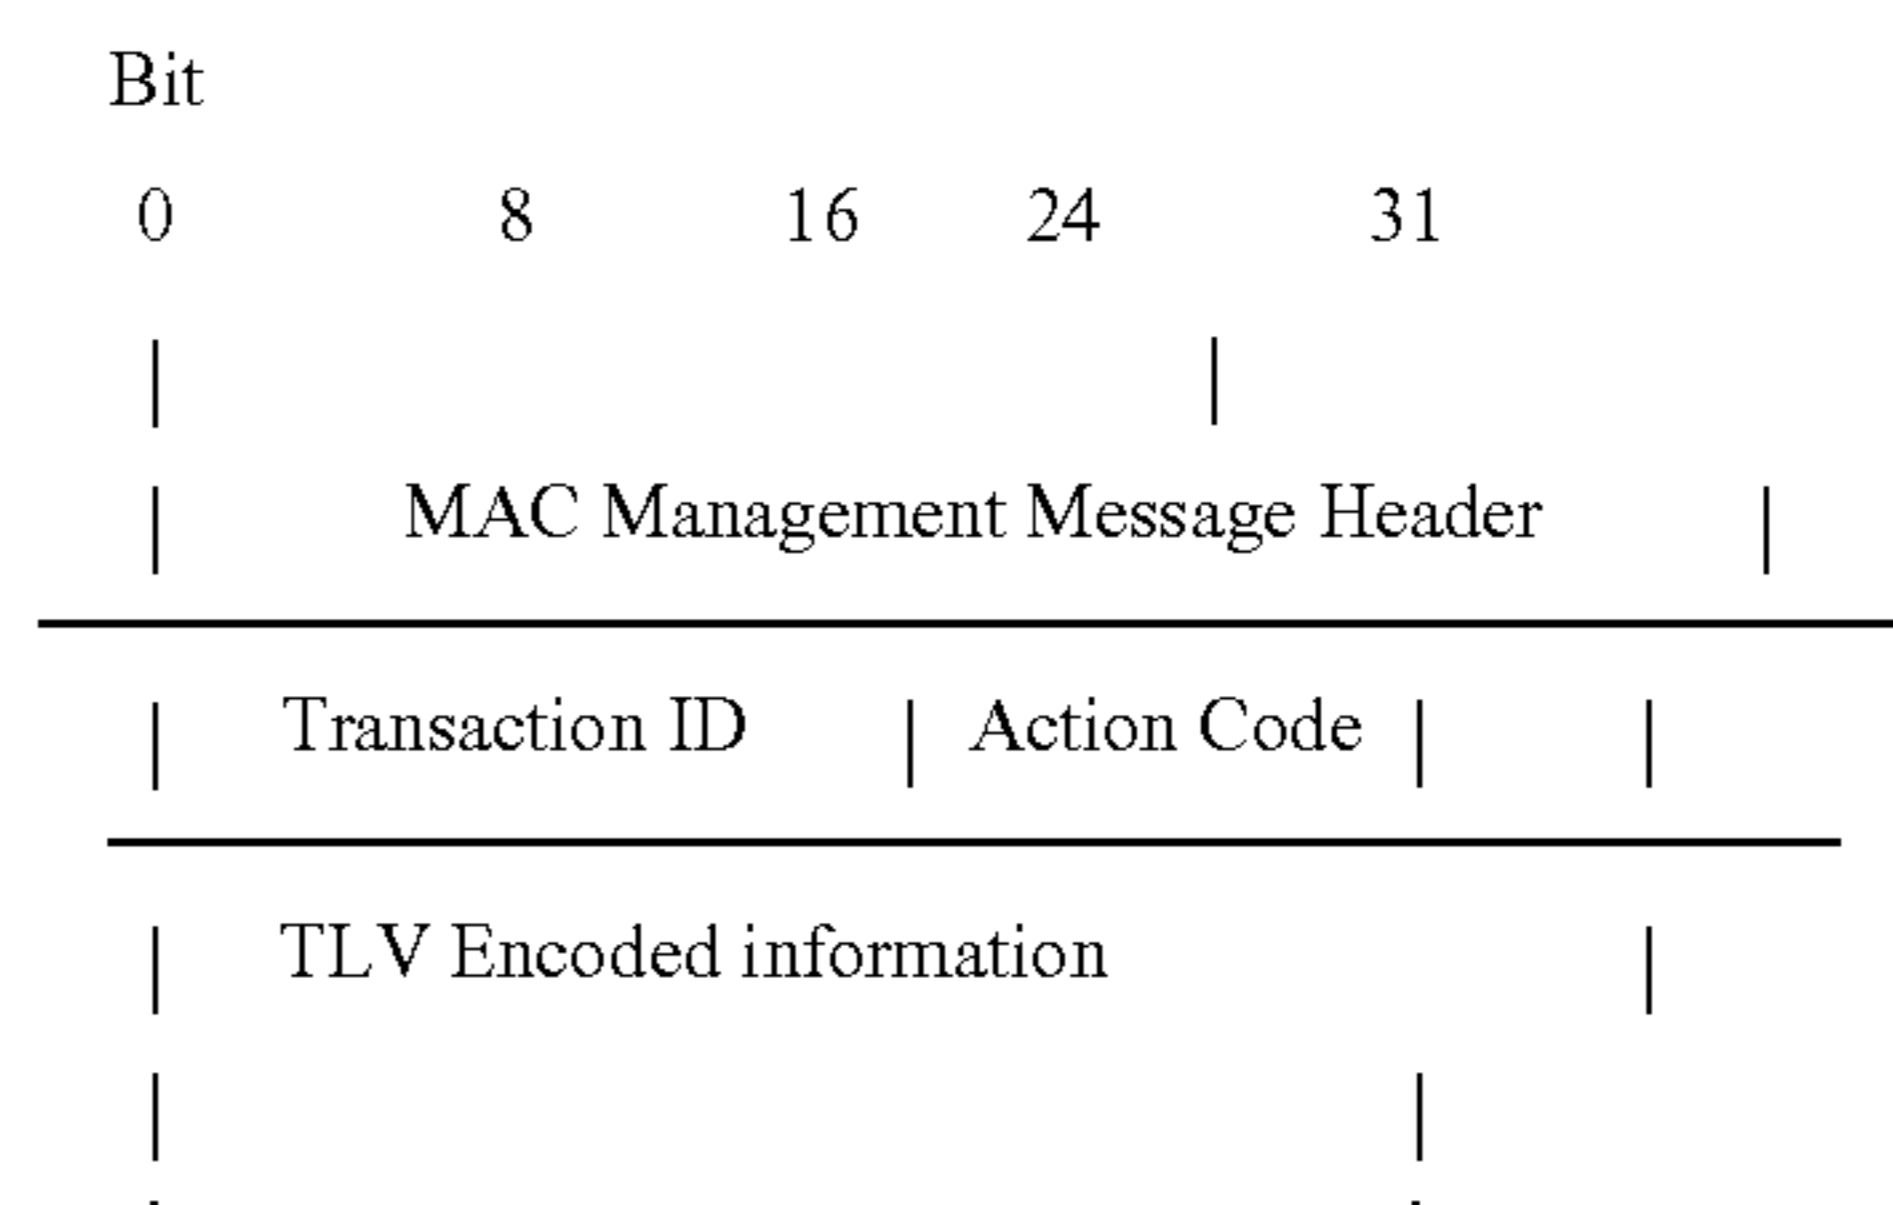 Bit
0 8 16 24 31
| |
| MAC Management Message Header |
| Transaction ID | Action Code | |
| TLV Encoded information |
| |